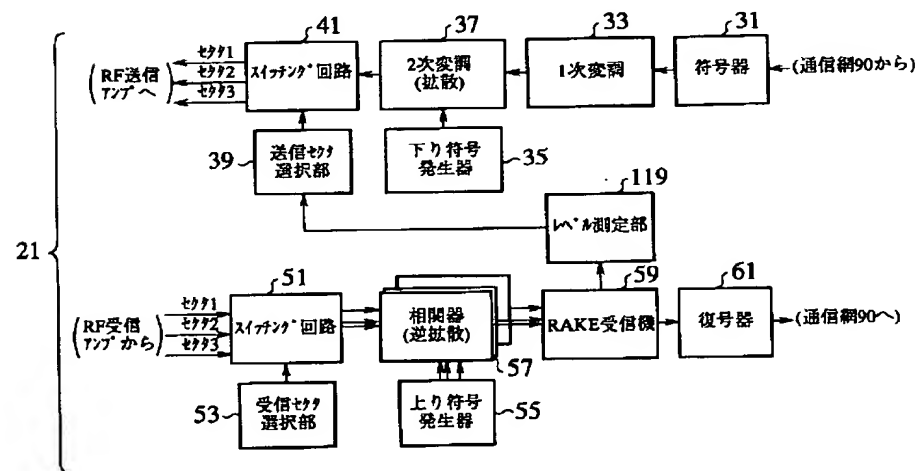 41
37
33
31
セクタ1
セクタ2
セクタ3
(RF送信
アンプへ)
スイッチング回路
2次変調
(拡散)
1次変調
符号器
(通信網90から)
39
送信セクタ
選択部
下り符号
発生器
35
119
レベル測定部
21
51
59
61
セクタ1
セクタ2
セクタ3
(RF受信
アンプから)
スイッチング回路
相関器
(逆拡散)
57
RAKE受信機
復号器
(通信網90へ)
53
受信セクタ
選択部
上り符号
発生器
55